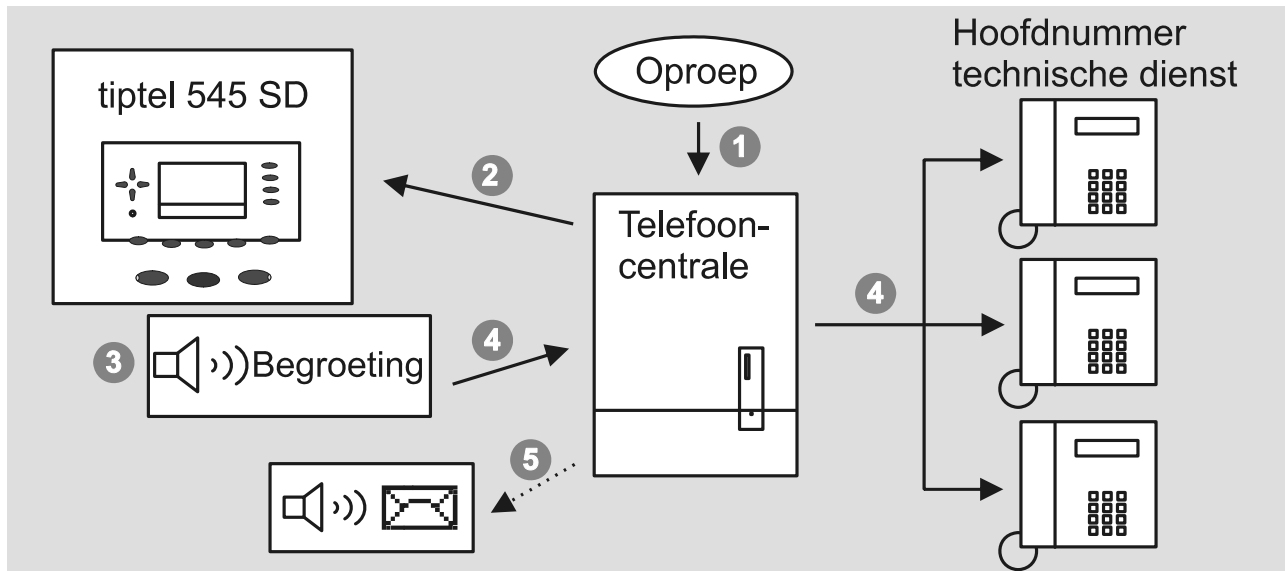 tiptel 545 SD
Oproep
Hoofdnummer
technische dienst
1
2
Telefoon-
centrale
3
Begroeting
4
4
5